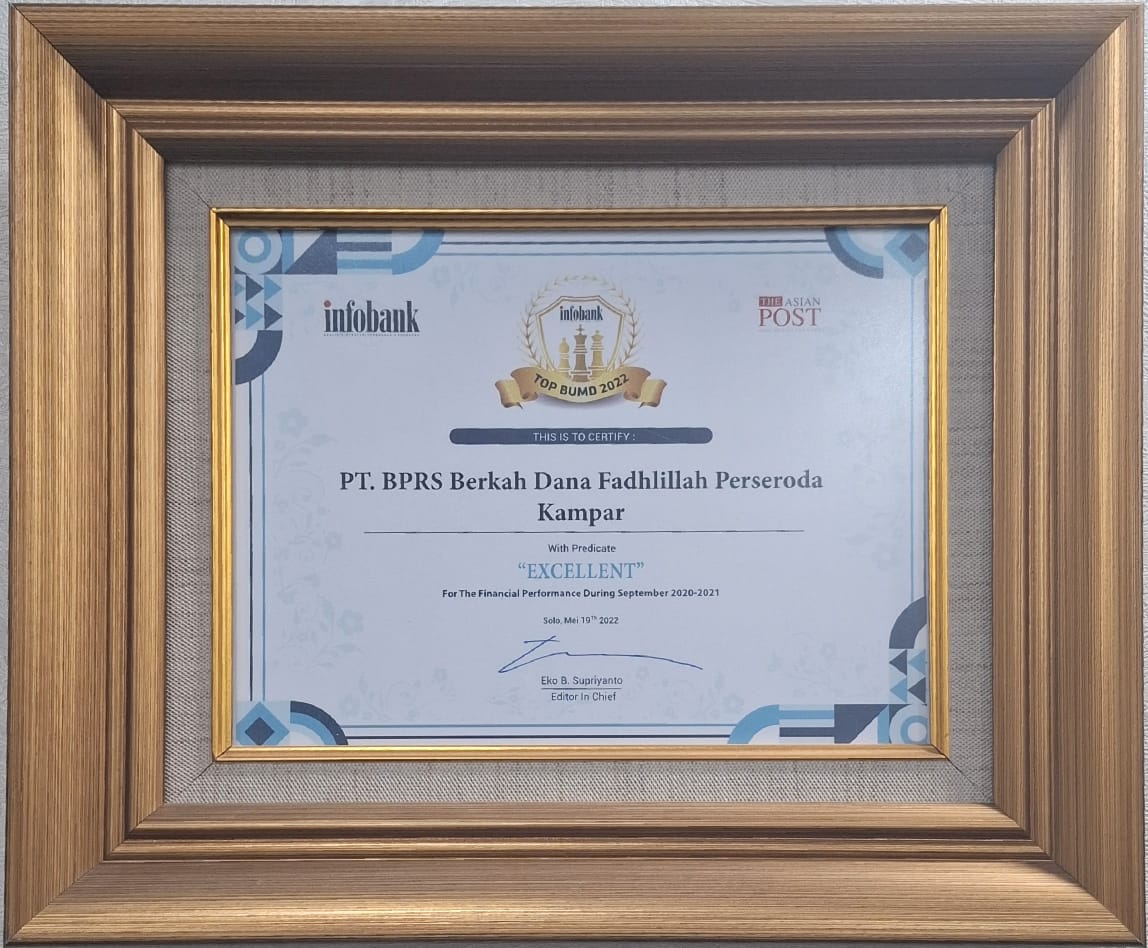 infobank
infobank
TOP BUMD 2022
THE ASIAN
POST
THIS IS TO CERTIFY :
PT. BPRS Berkah Dana Fadhlillah Perseroda
Kampar
With Predicate
“EXCELLENT”
For The Financial Performance During September 2020-2021
Solo, Mei 19Th 2022
Eko B. Supriyanto
Editor In Chief